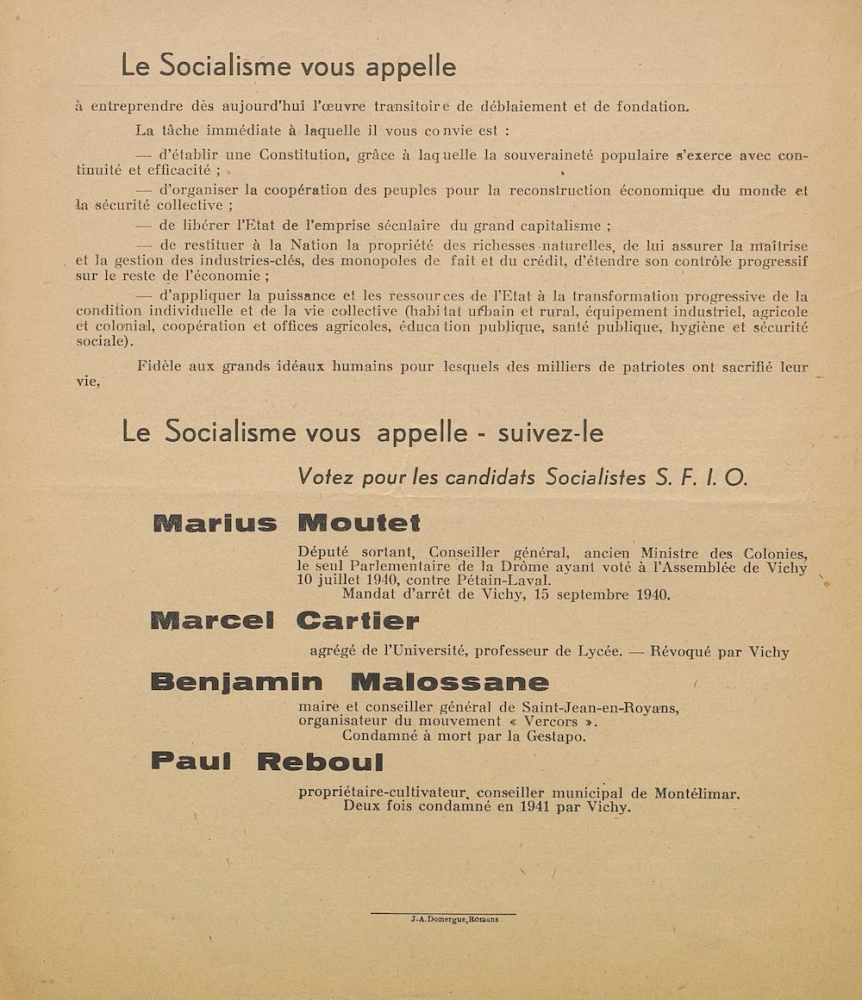 Le Socialisme vous appelle
à entreprendre dès aujourd'hui l'œuvre transitoire de déblaiement et de fondation.
La tâche immédiate à laquelle il vous convie est :
— d'établir une Constitution, grâce à laquelle la souveraineté populaire s'exerce avec con-
tinuité et efficacité ;
— d'organiser la coopération des peuples pour la reconstruction économique du monde et
la sécurité collective ;
— de libérer l'Etat de l'emprise séculaire du grand capitalisme ;
— de restituer à la Nation la propriété des richesses naturelles, de lui assurer la maîtrise
et la gestion des industries-clés, des monopoles de fait et du crédit, d'étendre son contrôle progressif
sur le reste de l'économie ;
— d'appliquer la puissance et les ressources de l'Etat à la transformation progressive de la
condition individuelle et de la vie collective (habitat urbain et rural, équipement industriel, agricole
et colonial, coopération et offices agricoles, éducation publique, santé publique, hygiène et sécurité
sociale).
Fidèle aux grands idéaux humains pour lesquels des milliers de patriotes ont sacrifié leur
vie,
Le Socialisme vous appelle - suivez-le
Votez pour les candidats Socialistes S. F. I. O.
Marius Moutet
Député sortant, Conseiller général, ancien Ministre des Colonies,
le seul Parlementaire de la Drôme ayant voté à l'Assemblée de Vichy
10 juillet 1940, contre Pétain-Laval.
Mandat d'arrêt de Vichy, 15 septembre 1940.
Marcel Cartier
agrégé de l'Université, professeur de Lycée. — Révoqué par Vichy
Benjamin Malossane
maire et conseiller général de Saint-Jean-en-Royans,
organisateur du mouvement « Vercors ».
Condamné à mort par la Gestapo.
Paul Reboul
propriétaire-cultivateur, conseiller municipal de Montélimar.
Deux fois condamné en 1941 par Vichy.
J.-A. Domergue, Romans